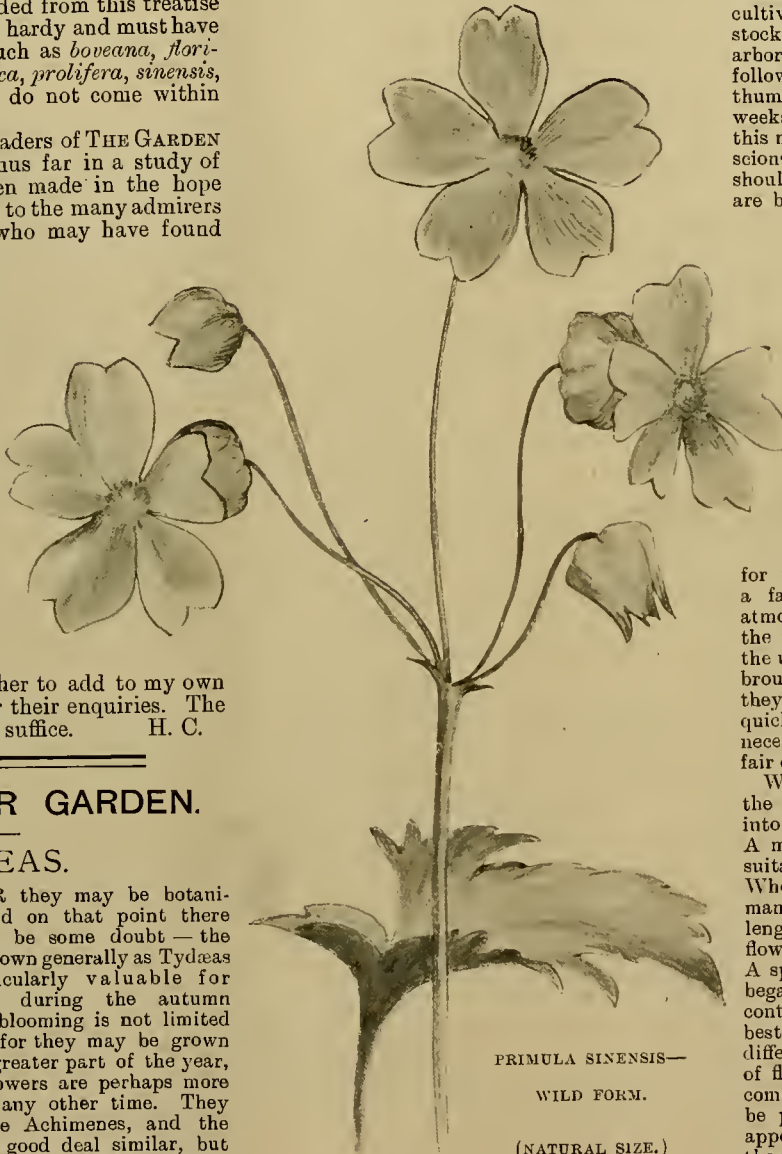 ded from this treatise
hardy and must have
uch as boveana, flori-
ca, prolifera, sinensis,
do not come within
aders of THE GARDEN
hus far in a study of
en made in the hope
to the many admirers
who may have found
her to add to my own
their enquiries. The
suffice. H. C.
R GARDEN.
EAS.
R they may be botani-
d on that point there
be some doubt — the
own generally as Tydæas
cularly valuable for
during the autumn
blooming is not limited
for they may be grown
greater part of the year,
owers are perhaps more
any other time. They
e Achimenes, and the
good deal similar, but
PRIMULA SINENSIS—
WILD FORM.
(NATURAL SIZE.)
cultiv
stock
arbor
follow
thum
weeks
this
scion
shoul
are b
for
a fa
atmo
the
the
brou
they
quic
nece
fair
W
the
into
A m
suita
Whe
man
leng
flow
A sp
bega
cont
best
diffe
of fl
com
be
appe